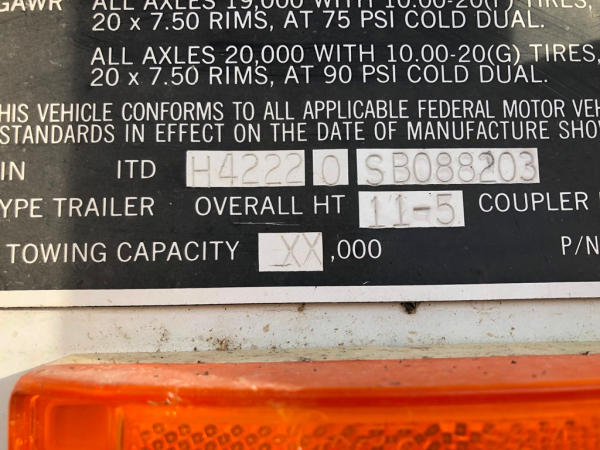 GAWR ALL AXLES 19,000 WITH 10.00-20(F) TIRES,
20 x 7.50 RIMS, AT 75 PSI COLD DUAL.
ALL AXLES 20,000 WITH 10.00-20(G) TIRES,
20 x 7.50 RIMS, AT 90 PSI COLD DUAL.
HIS VEHICLE CONFORMS TO ALL APPLICABLE FEDERAL MOTOR VEH
STANDARDS IN EFFECT ON THE DATE OF MANUFACTURE SHO
IN ITD H4222 0 SB088203
YPE TRAILER OVERALL HT 11-5 COUPLER
TOWING CAPACITY XX ,000 P/N